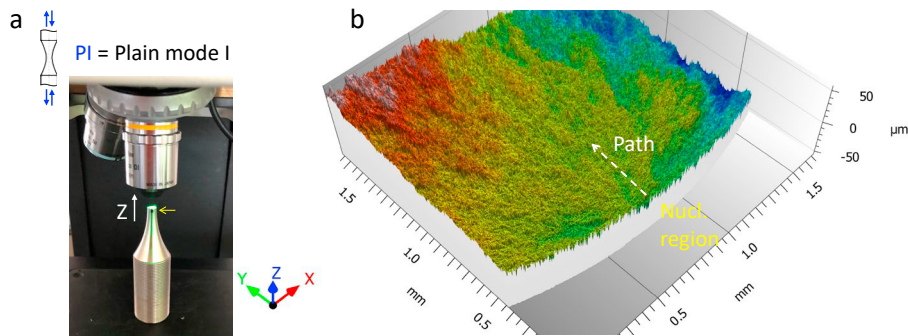 a
PI = Plain mode I
Z
Y
Z
X
b
Path
Nucl.
region
50
0
-50
µm
1.5
1.0
0.5
mm
0.5
1.0
1.5
mm